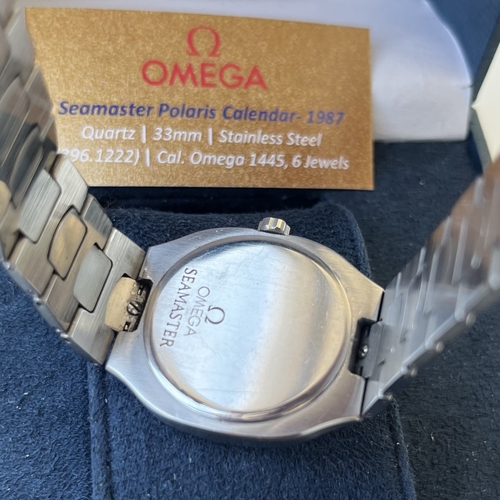 Ω
OMEGA
Seamaster Polaris Calendar- 1987
Quartz | 33mm | Stainless Steel
396.1222) | Cal. Omega 1445, 6 Jewels
OMEGA
Ω
SEAMASTER